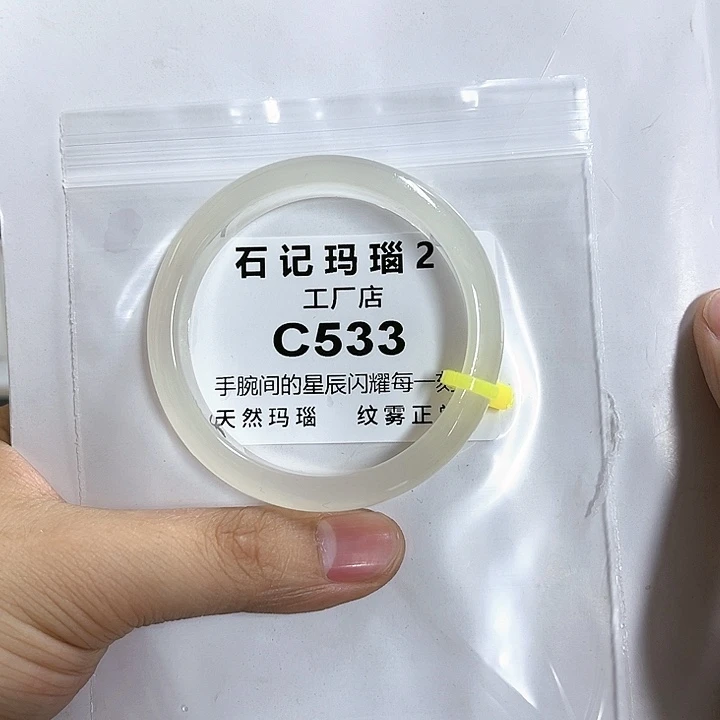 石记玛瑙2
工厂店
C533
手腕间的星辰闪耀每一刻
天然玛瑙 纹雾正